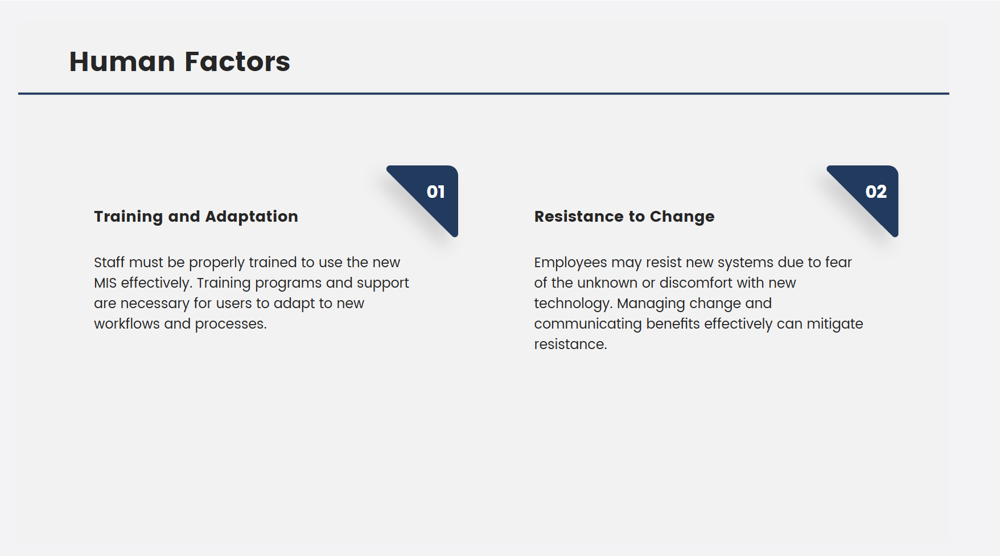 Human Factors
01
Training and Adaptation
Staff must be properly trained to use the new
MIS effectively. Training programs and support
are necessary for users to adapt to new
workflows and processes.
02
Resistance to Change
Employees may resist new systems due to fear
of the unknown or discomfort with new
technology. Managing change and
communicating benefits effectively can mitigate
resistance.